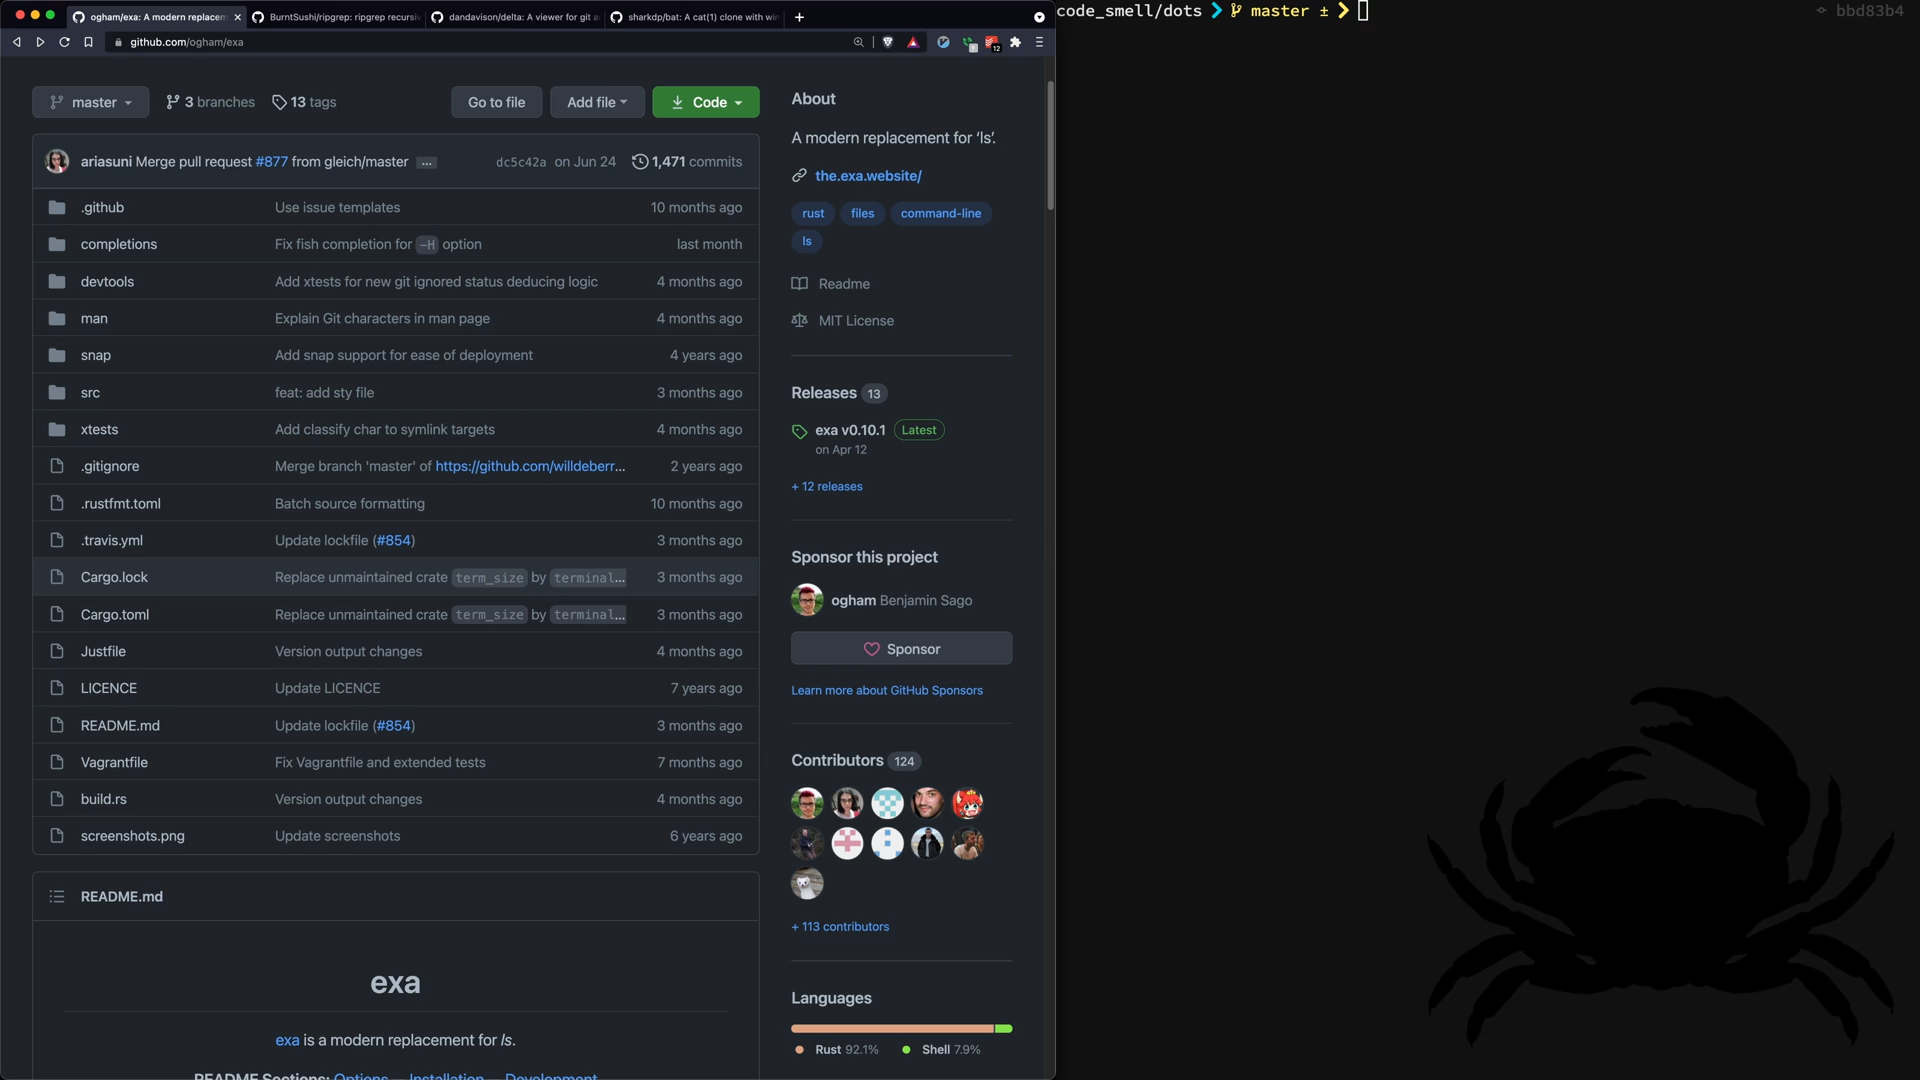 ogham/exa: A modern replacem
BurntSushi/ripgrep: ripgrep recursiv
dandavison/delta: A viewer for git a
sharkdp/bat: A cat(1) clone with win
github.com/ogham/exa
12
code_smell/dots master ±
bbd83b4
master
3 branches
13 tags
Go to file
Add file
Code
ariasuni Merge pull request #877 from gleich/master ...
dc5c42a on Jun 24
1,471 commits
.github Use issue templates 10 months ago
completions Fix fish completion for -H option last month
devtools Add xtests for new git ignored status deducing logic 4 months ago
man Explain Git characters in man page 4 months ago
snap Add snap support for ease of deployment 4 years ago
src feat: add sty file 3 months ago
xtests Add classify char to symlink targets 4 months ago
.gitignore Merge branch 'master' of https://github.com/willdeberr... 2 years ago
.rustfmt.toml Batch source formatting 10 months ago
.travis.yml Update lockfile (#854) 3 months ago
Cargo.lock Replace unmaintained crate term_size by terminal... 3 months ago
Cargo.toml Replace unmaintained crate term_size by terminal... 3 months ago
Justfile Version output changes 4 months ago
LICENCE Update LICENCE 7 years ago
README.md Update lockfile (#854) 3 months ago
Vagrantfile Fix Vagrantfile and extended tests 7 months ago
build.rs Version output changes 4 months ago
screenshots.png Update screenshots 6 years ago
README.md
exa
exa is a modern replacement for ls.
README Sections: Options — Installation — Development
About
A modern replacement for ‘ls’.
the.exa.website/
rust files command-line
ls
Readme
MIT License
Releases 13
exa v0.10.1 Latest
on Apr 12
+ 12 releases
Sponsor this project
ogham Benjamin Sago
Sponsor
Learn more about GitHub Sponsors
Contributors 124
+ 113 contributors
Languages
Rust 92.1% Shell 7.9%